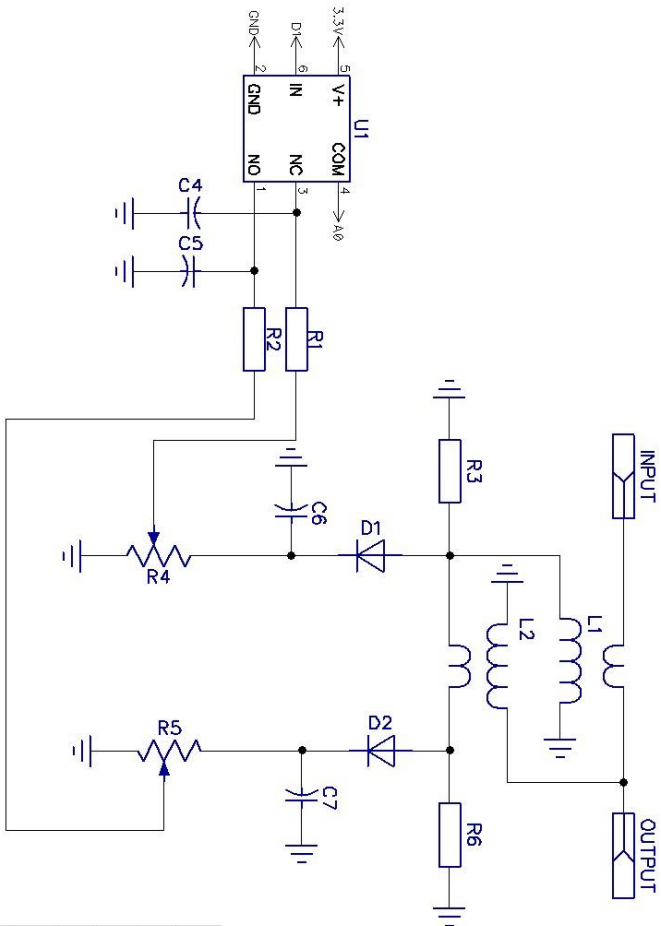 GND
D1
3.3V
2
6
5
GND
IN
V+
U1
NO
NC
COM
1
3
4
A0
C4
C5
R2
R1
INPUT
R3
C6
D1
R4
L2
L1
R5
D2
C7
R6
OUTPUT